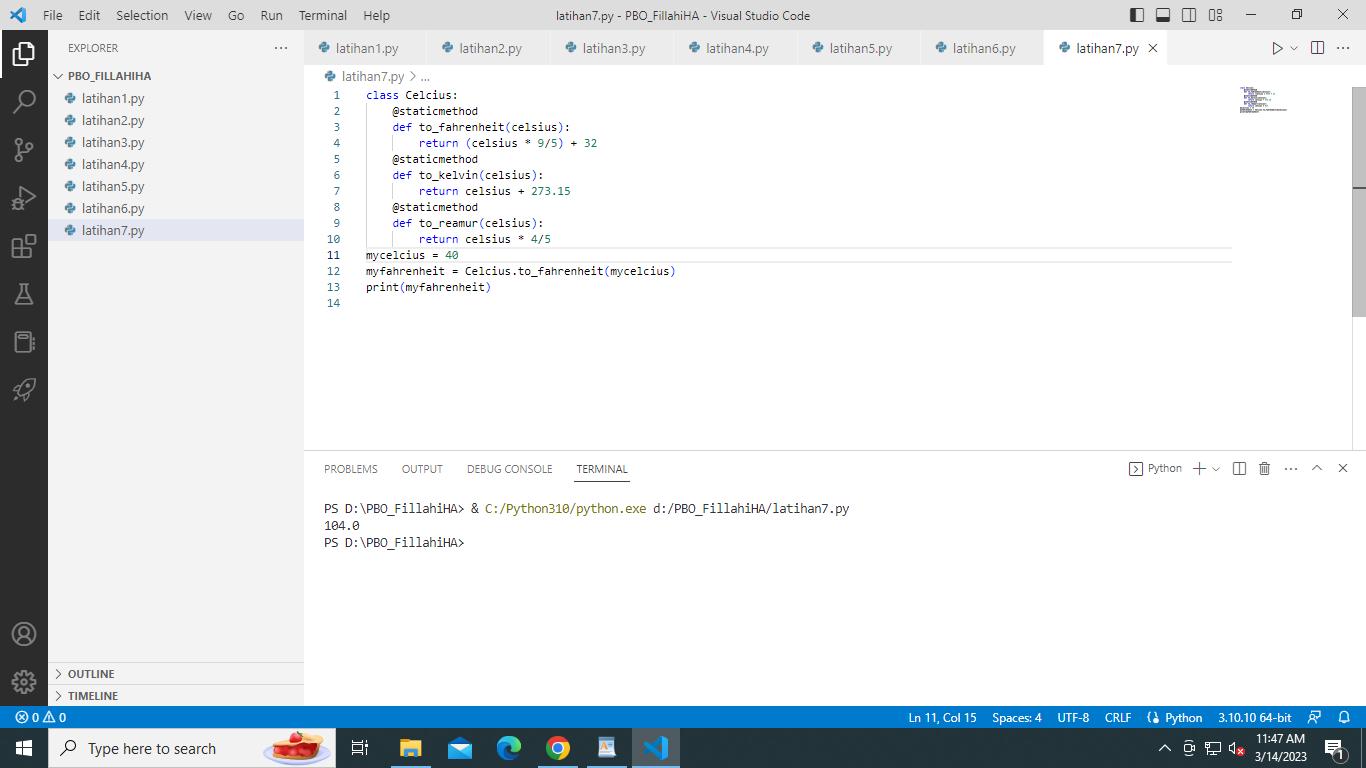 File Edit Selection View Go Run Terminal Help latihan7.py - PBO_FillahiHA - Visual Studio Code
EXPLORER
PBO_FILLAHIHA
latihan1.py
latihan2.py
latihan3.py
latihan4.py
latihan5.py
latihan6.py
latihan7.py
OUTLINE
TIMELINE
latihan1.py latihan2.py latihan3.py latihan4.py latihan5.py latihan6.py latihan7.py
latihan7.py > ...
1 class Celcius:
2     @staticmethod
3     def to_fahrenheit(celsius):
4         return (celsius * 9/5) + 32
5     @staticmethod
6     def to_kelvin(celsius):
7         return celsius + 273.15
8     @staticmethod
9     def to_reamur(celsius):
10         return celsius * 4/5
11 mycelcius = 40
12 myfahrenheit = Celcius.to_fahrenheit(mycelcius)
13 print(myfahrenheit)
14
PROBLEMS OUTPUT DEBUG CONSOLE TERMINAL Python
PS D:\PBO_FillahiHA> & C:/Python310/python.exe d:/PBO_FillahiHA/latihan7.py
104.0
PS D:\PBO_FillahiHA>
0 0 Ln 11, Col 15 Spaces: 4 UTF-8 CRLF Python 3.10.10 64-bit
Type here to search
11:47 AM
3/14/2023
1